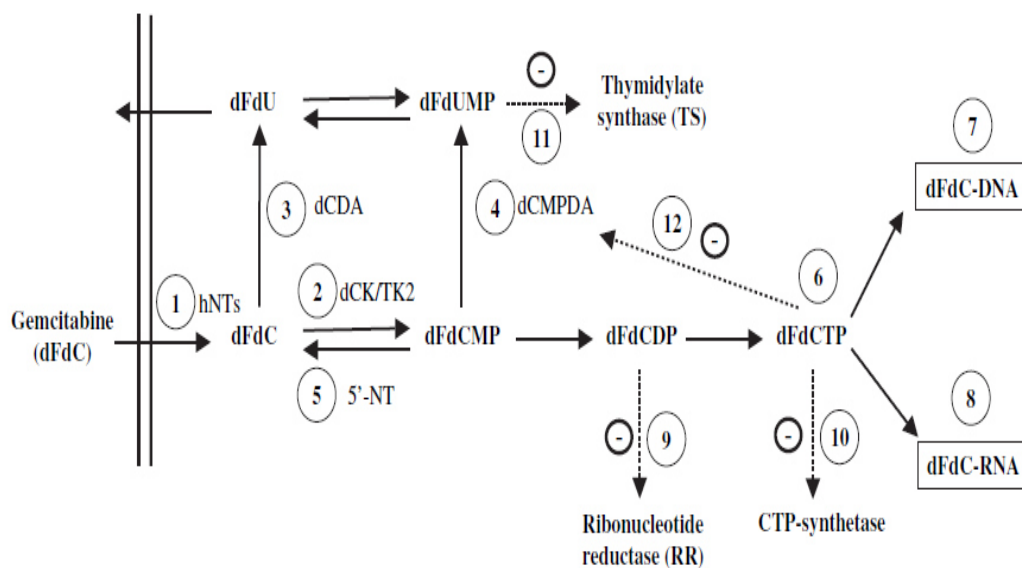 -
dFdU
dFdUMP
Thymidylate
synthase (TS)
11
7
dFdC-DNA
3
dCDA
4
dCMPDA
12
-
6
1
hNTs
2
dCK/TK2
Gemcitabine
(dFdC)
dFdC
dFdCMP
dFdCDP
dFdCTP
5
5'-NT
8
dFdC-RNA
-
9
-
10
Ribonucleotide
reductase (RR)
CTP-synthetase